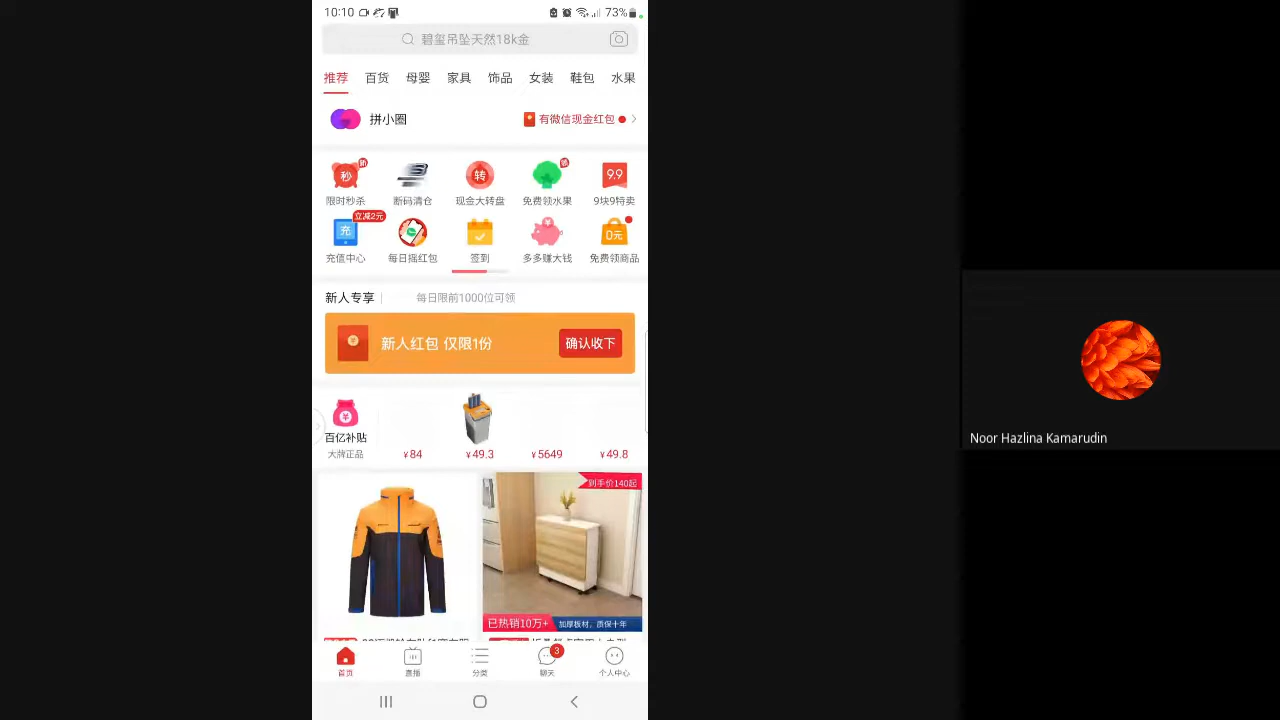 10:10
73%
碧玺吊坠天然18k金
推荐 百货 母婴 家具 饰品 女装 鞋包 水果
拼小圈
有微信现金红包
秒
新
转
领
9.9
限时秒杀 断码清仓 现金大转盘 免费领水果 9块9特卖
立减2元
充
0元
充值中心 每日摇红包 签到 多多赚大钱 免费领商品
新人专享
每日限前1000位可领
新人红包 仅限1份
确认收下
百亿补贴
大牌正品
¥84 ¥49.3 ¥5649 ¥49.8
到手价140起
已热销10万+
加厚板材，质保十年
3
首页 直播 分类 聊天 个人中心
Noor Hazlina Kamarudin